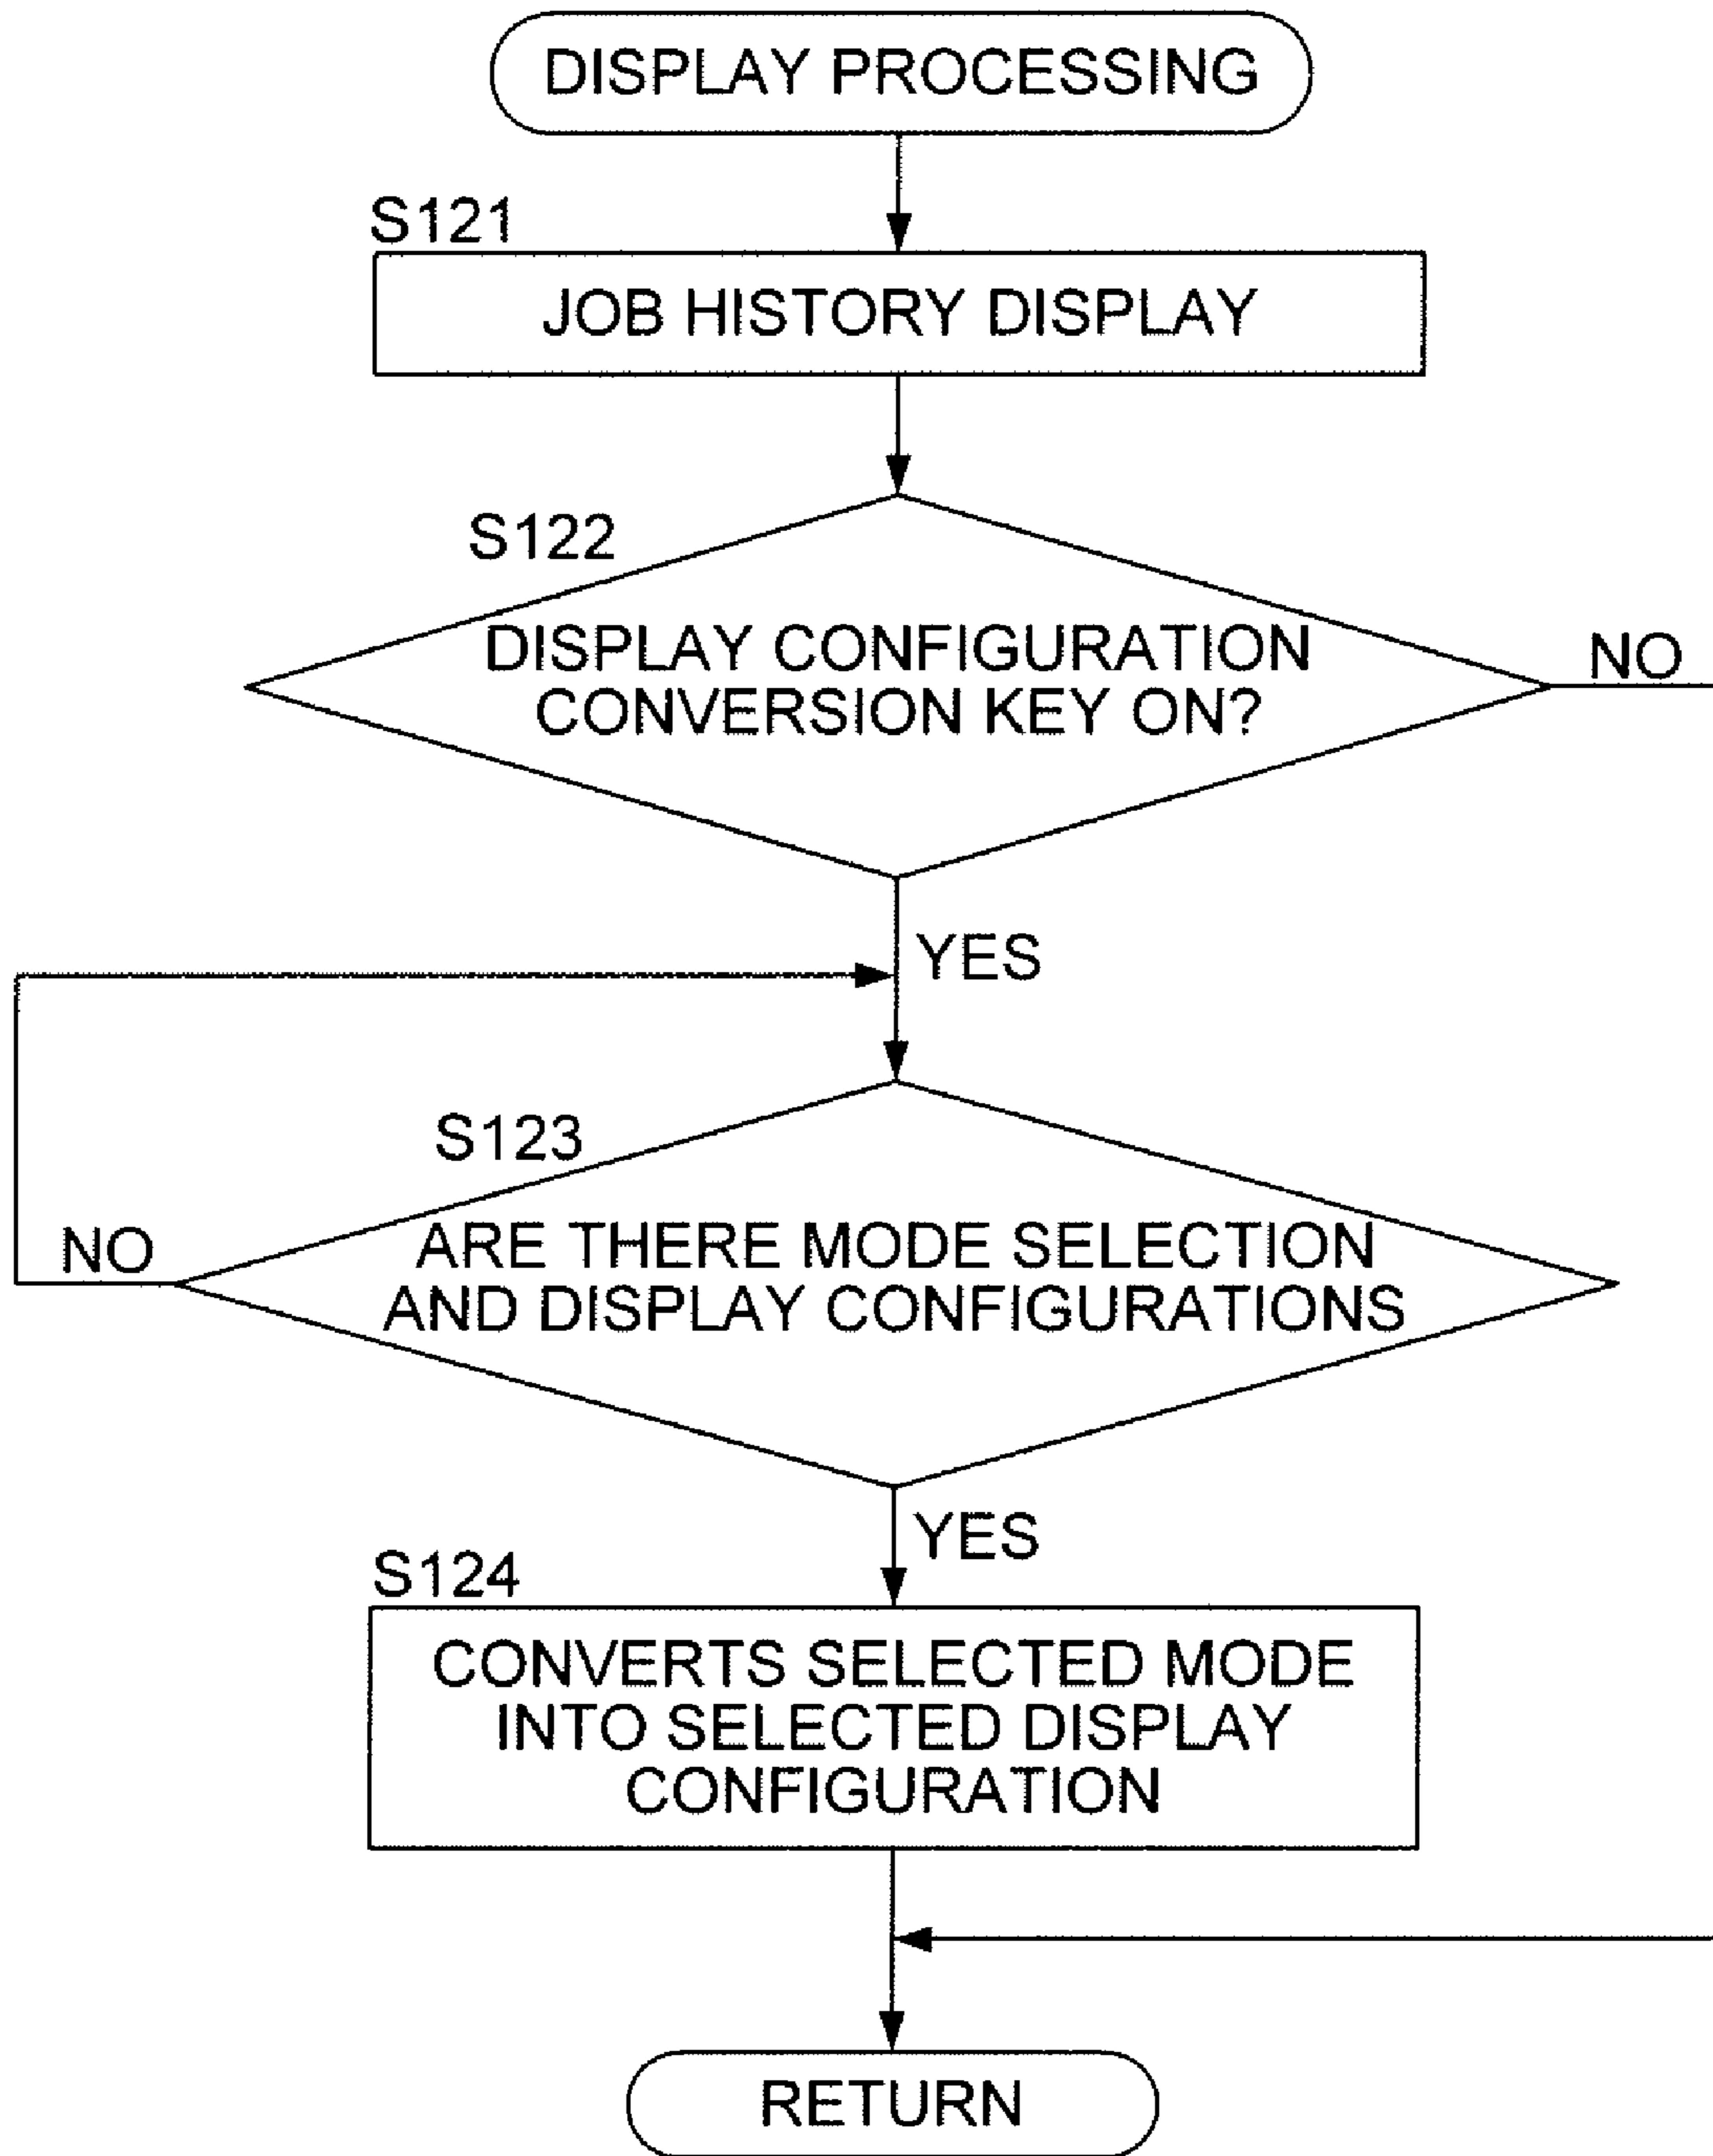 DISPLAY PROCESSING
S121
JOB HISTORY DISPLAY
S122
DISPLAY CONFIGURATION
CONVERSION KEY ON?
NO
YES
S123
NO
ARE THERE MODE SELECTION
AND DISPLAY CONFIGURATIONS
YES
S124
CONVERTS SELECTED MODE
INTO SELECTED DISPLAY
CONFIGURATION
RETURN